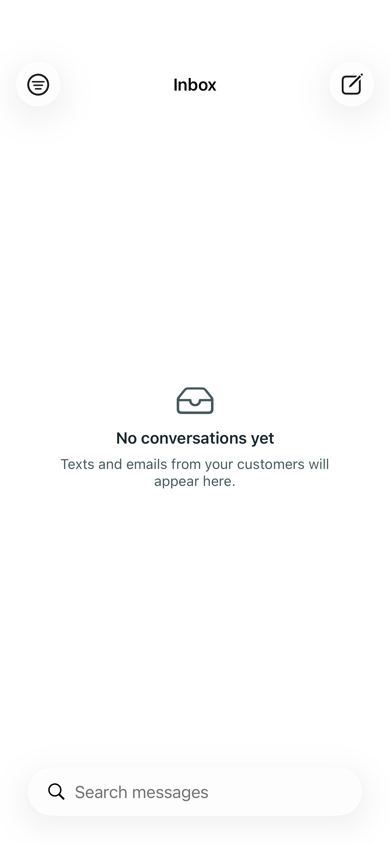 Inbox
No conversations yet
Texts and emails from your customers will
appear here.
Search messages